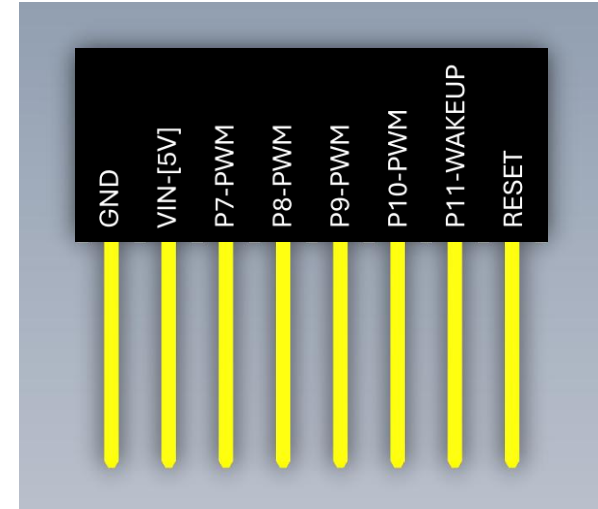 GND
VIN-[5V]
P7-PWM
P8-PWM
P9-PWM
P10-PWM
P11-WAKEUP
RESET